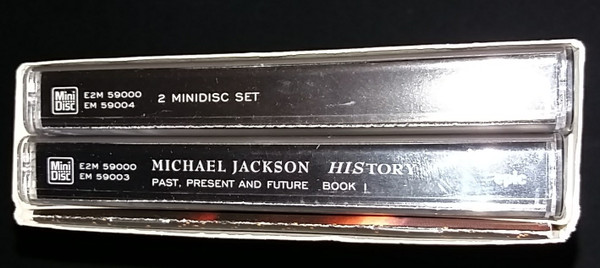 Mini Disc E2M 59000 2 MINIDISC SET
EM 59004
Mini Disc E2M 59000 MICHAEL JACKSON HISTORY
EM 59003 PAST, PRESENT AND FUTURE BOOK I
epic